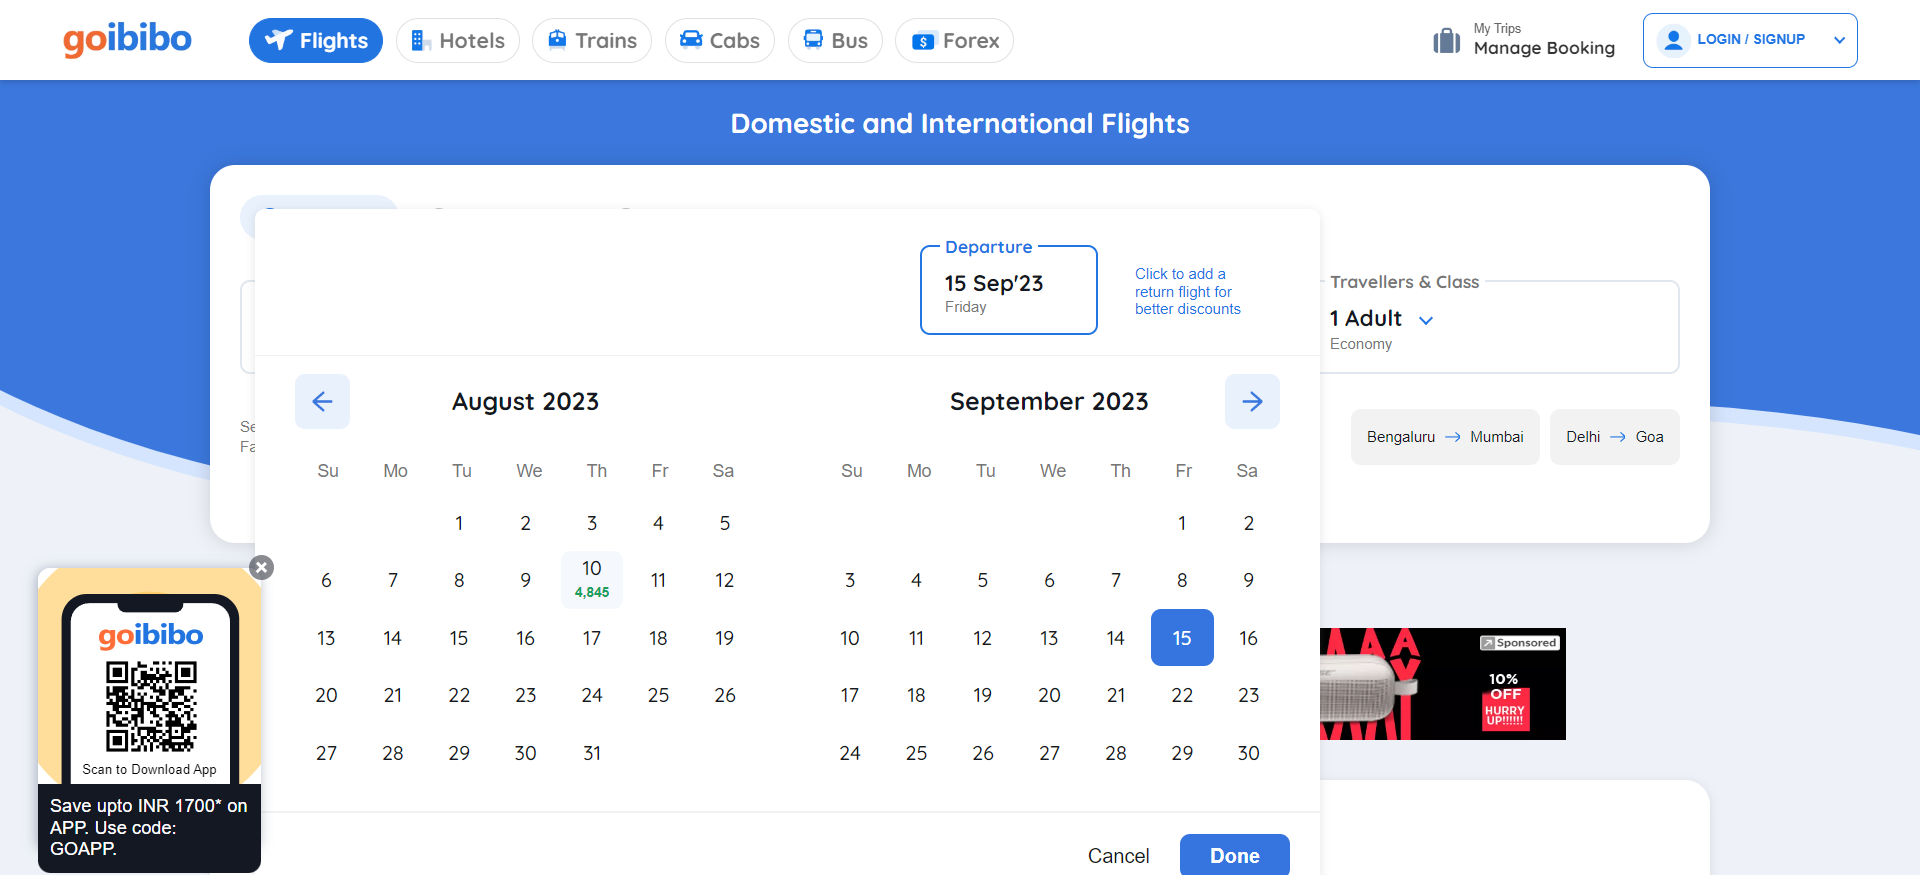 goibibo
Flights
Hotels
Trains
Cabs
Bus
Forex
My Trips
Manage Booking
LOGIN / SIGNUP
Domestic and International Flights
Departure
15 Sep'23
Friday
Click to add a
return flight for
better discounts
Travellers & Class
1 Adult
Economy
August 2023
September 2023
Bengaluru → Mumbai
Delhi → Goa
Su Mo Tu We Th Fr Sa
1 2 3 4 5
6 7 8 9 10 11 12
4,845
13 14 15 16 17 18 19
20 21 22 23 24 25 26
27 28 29 30 31
Su Mo Tu We Th Fr Sa
1 2
3 4 5 6 7 8 9
10 11 12 13 14 15 16
17 18 19 20 21 22 23
24 25 26 27 28 29 30
Cancel
Done
goibibo
Scan to Download App
Save upto INR 1700* on
APP. Use code:
GOAPP.
Sponsored
10%
OFF
HURRY
UP!!!!!!